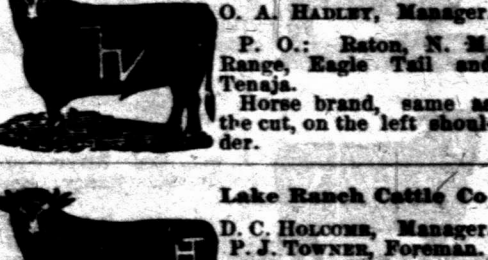 O. A. HADLEY, Manager
P. O.: Raton, N. M
Range, Eagle Tail and
Tenaja.
Horse brand, same as
the cut, on the left shoul-
der.
Lake Ranch Cattle Co
D. C. HOLCOMB, Manager
P. J. TOWNER, Foreman.